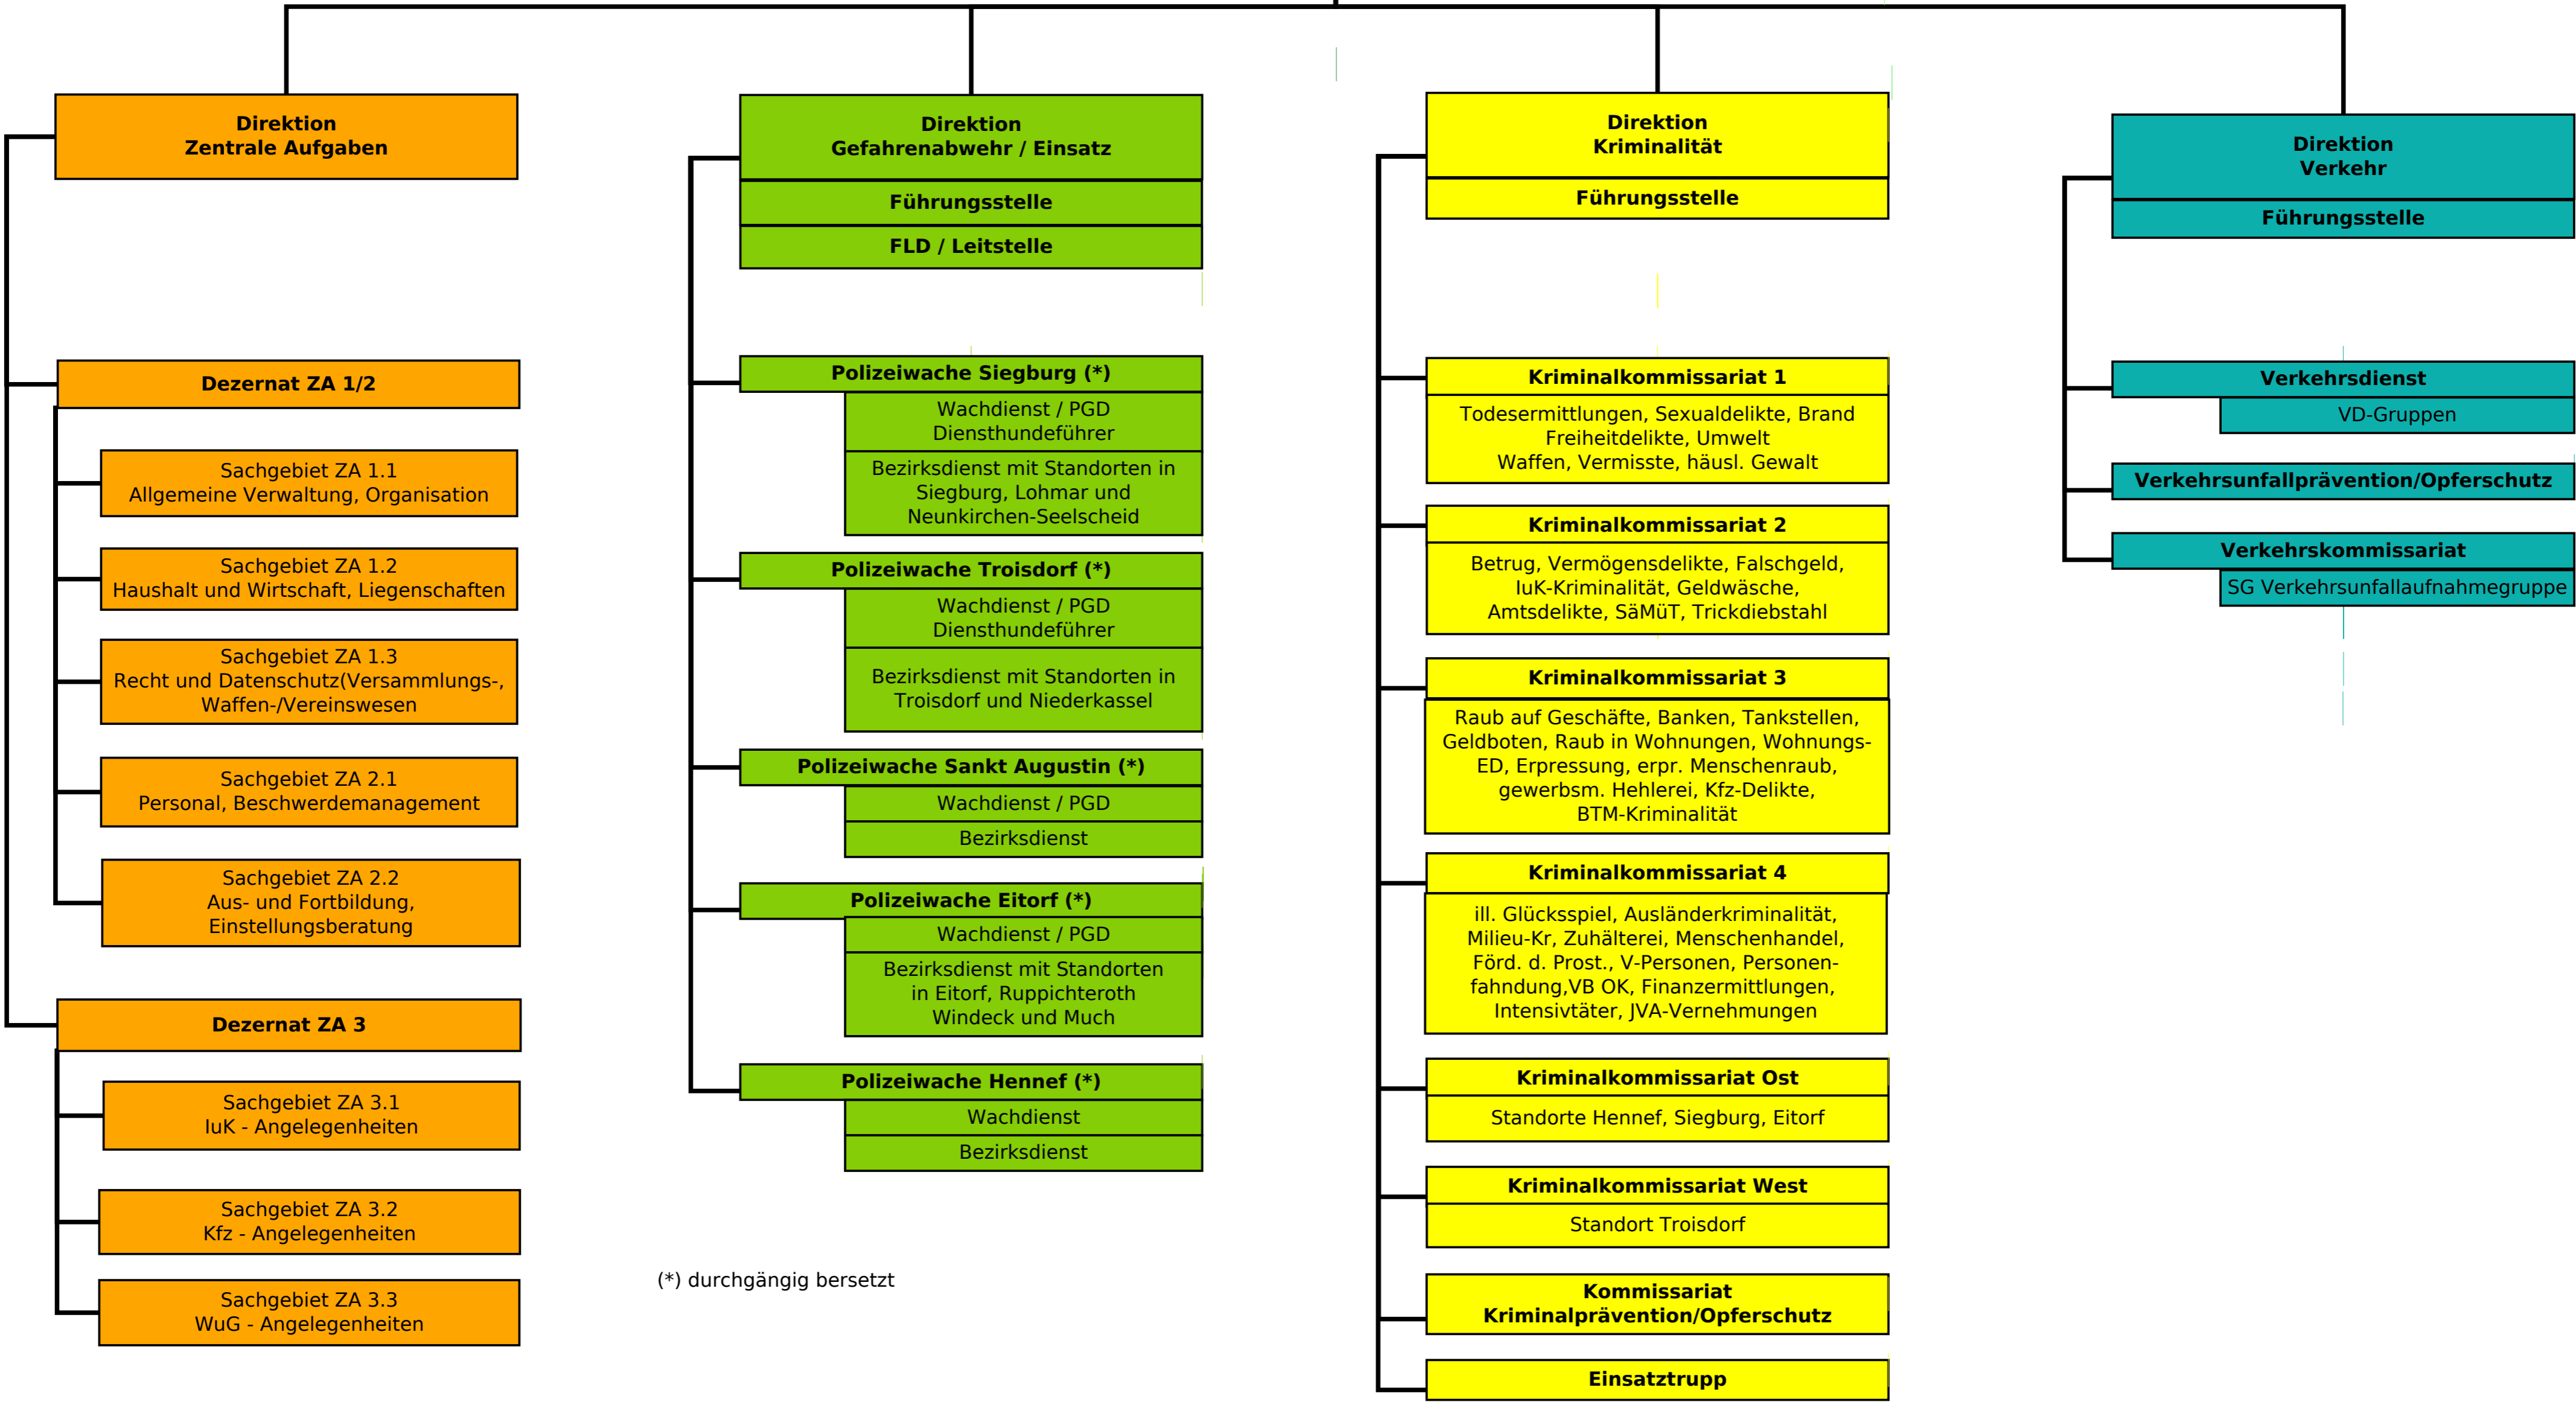 Direktion
Zentrale Aufgaben
Dezernat ZA 1/2
Sachgebiet ZA 1.1
Allgemeine Verwaltung, Organisation
Sachgebiet ZA 1.2
Haushalt und Wirtschaft, Liegenschaften
Sachgebiet ZA 1.3
Recht und Datenschutz(Versammlungs-,
Waffen-/Vereinswesen
Sachgebiet ZA 2.1
Personal, Beschwerdemanagement
Sachgebiet ZA 2.2
Aus- und Fortbildung,
Einstellungsberatung
Dezernat ZA 3
Sachgebiet ZA 3.1
IuK - Angelegenheiten
Sachgebiet ZA 3.2
Kfz - Angelegenheiten
Sachgebiet ZA 3.3
WuG - Angelegenheiten
Direktion
Gefahrenabwehr / Einsatz
Führungsstelle
FLD / Leitstelle
Polizeiwache Siegburg (*)
Wachdienst / PGD
Diensthundeführer
Bezirksdienst mit Standorten in
Siegburg, Lohmar und
Neunkirchen-Seelscheid
Polizeiwache Troisdorf (*)
Wachdienst / PGD
Diensthundeführer
Bezirksdienst mit Standorten in
Troisdorf und Niederkassel
Polizeiwache Sankt Augustin (*)
Wachdienst / PGD
Bezirksdienst
Polizeiwache Eitorf (*)
Wachdienst / PGD
Bezirksdienst mit Standorten
in Eitorf, Ruppichteroth
Windeck und Much
Polizeiwache Hennef (*)
Wachdienst
Bezirksdienst
(*) durchgängig bersetzt
Direktion
Kriminalität
Führungsstelle
Kriminalkommissariat 1
Todesermittlungen, Sexualdelikte, Brand
Freiheitdelikte, Umwelt
Waffen, Vermisste, häusl. Gewalt
Kriminalkommissariat 2
Betrug, Vermögensdelikte, Falschgeld,
IuK-Kriminalität, Geldwäsche,
Amtsdelikte, SäMüT, Trickdiebstahl
Kriminalkommissariat 3
Raub auf Geschäfte, Banken, Tankstellen,
Geldboten, Raub in Wohnungen, Wohnungs-
ED, Erpressung, erpr. Menschenraub,
gewerbsm. Hehlerei, Kfz-Delikte,
BTM-Kriminalität
Kriminalkommissariat 4
ill. Glücksspiel, Ausländerkriminalität,
Milieu-Kr, Zuhälterei, Menschenhandel,
Förd. d. Prost., V-Personen, Personen-
fahndung,VB OK, Finanzermittlungen,
Intensivtäter, JVA-Vernehmungen
Kriminalkommissariat Ost
Standorte Hennef, Siegburg, Eitorf
Kriminalkommissariat West
Standort Troisdorf
Kommissariat
Kriminalprävention/Opferschutz
Einsatztrupp
Direktion
Verkehr
Führungsstelle
Verkehrsdienst
VD-Gruppen
Verkehrsunfallprävention/Opferschutz
Verkehrskommissariat
SG Verkehrsunfallaufnahmegruppe